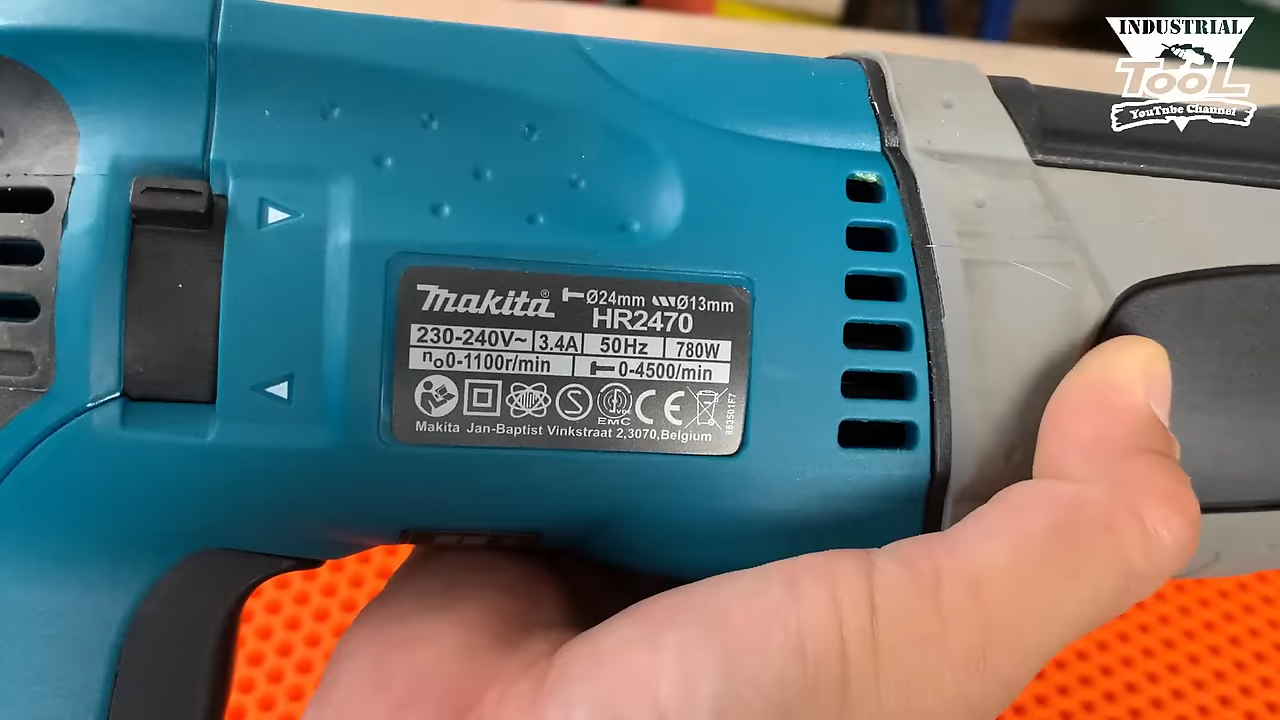 INDUSTRIAL
TOOL
YouTube Channel
makita® Ø24mm Ø13mm
HR2470
230-240V~ 3.4A 50Hz 780W
n₀0-1100r/min 0-4500/min
EMC
CE
Makita Jan-Baptist Vinkstraat 2,3070,Belgium
863501F7